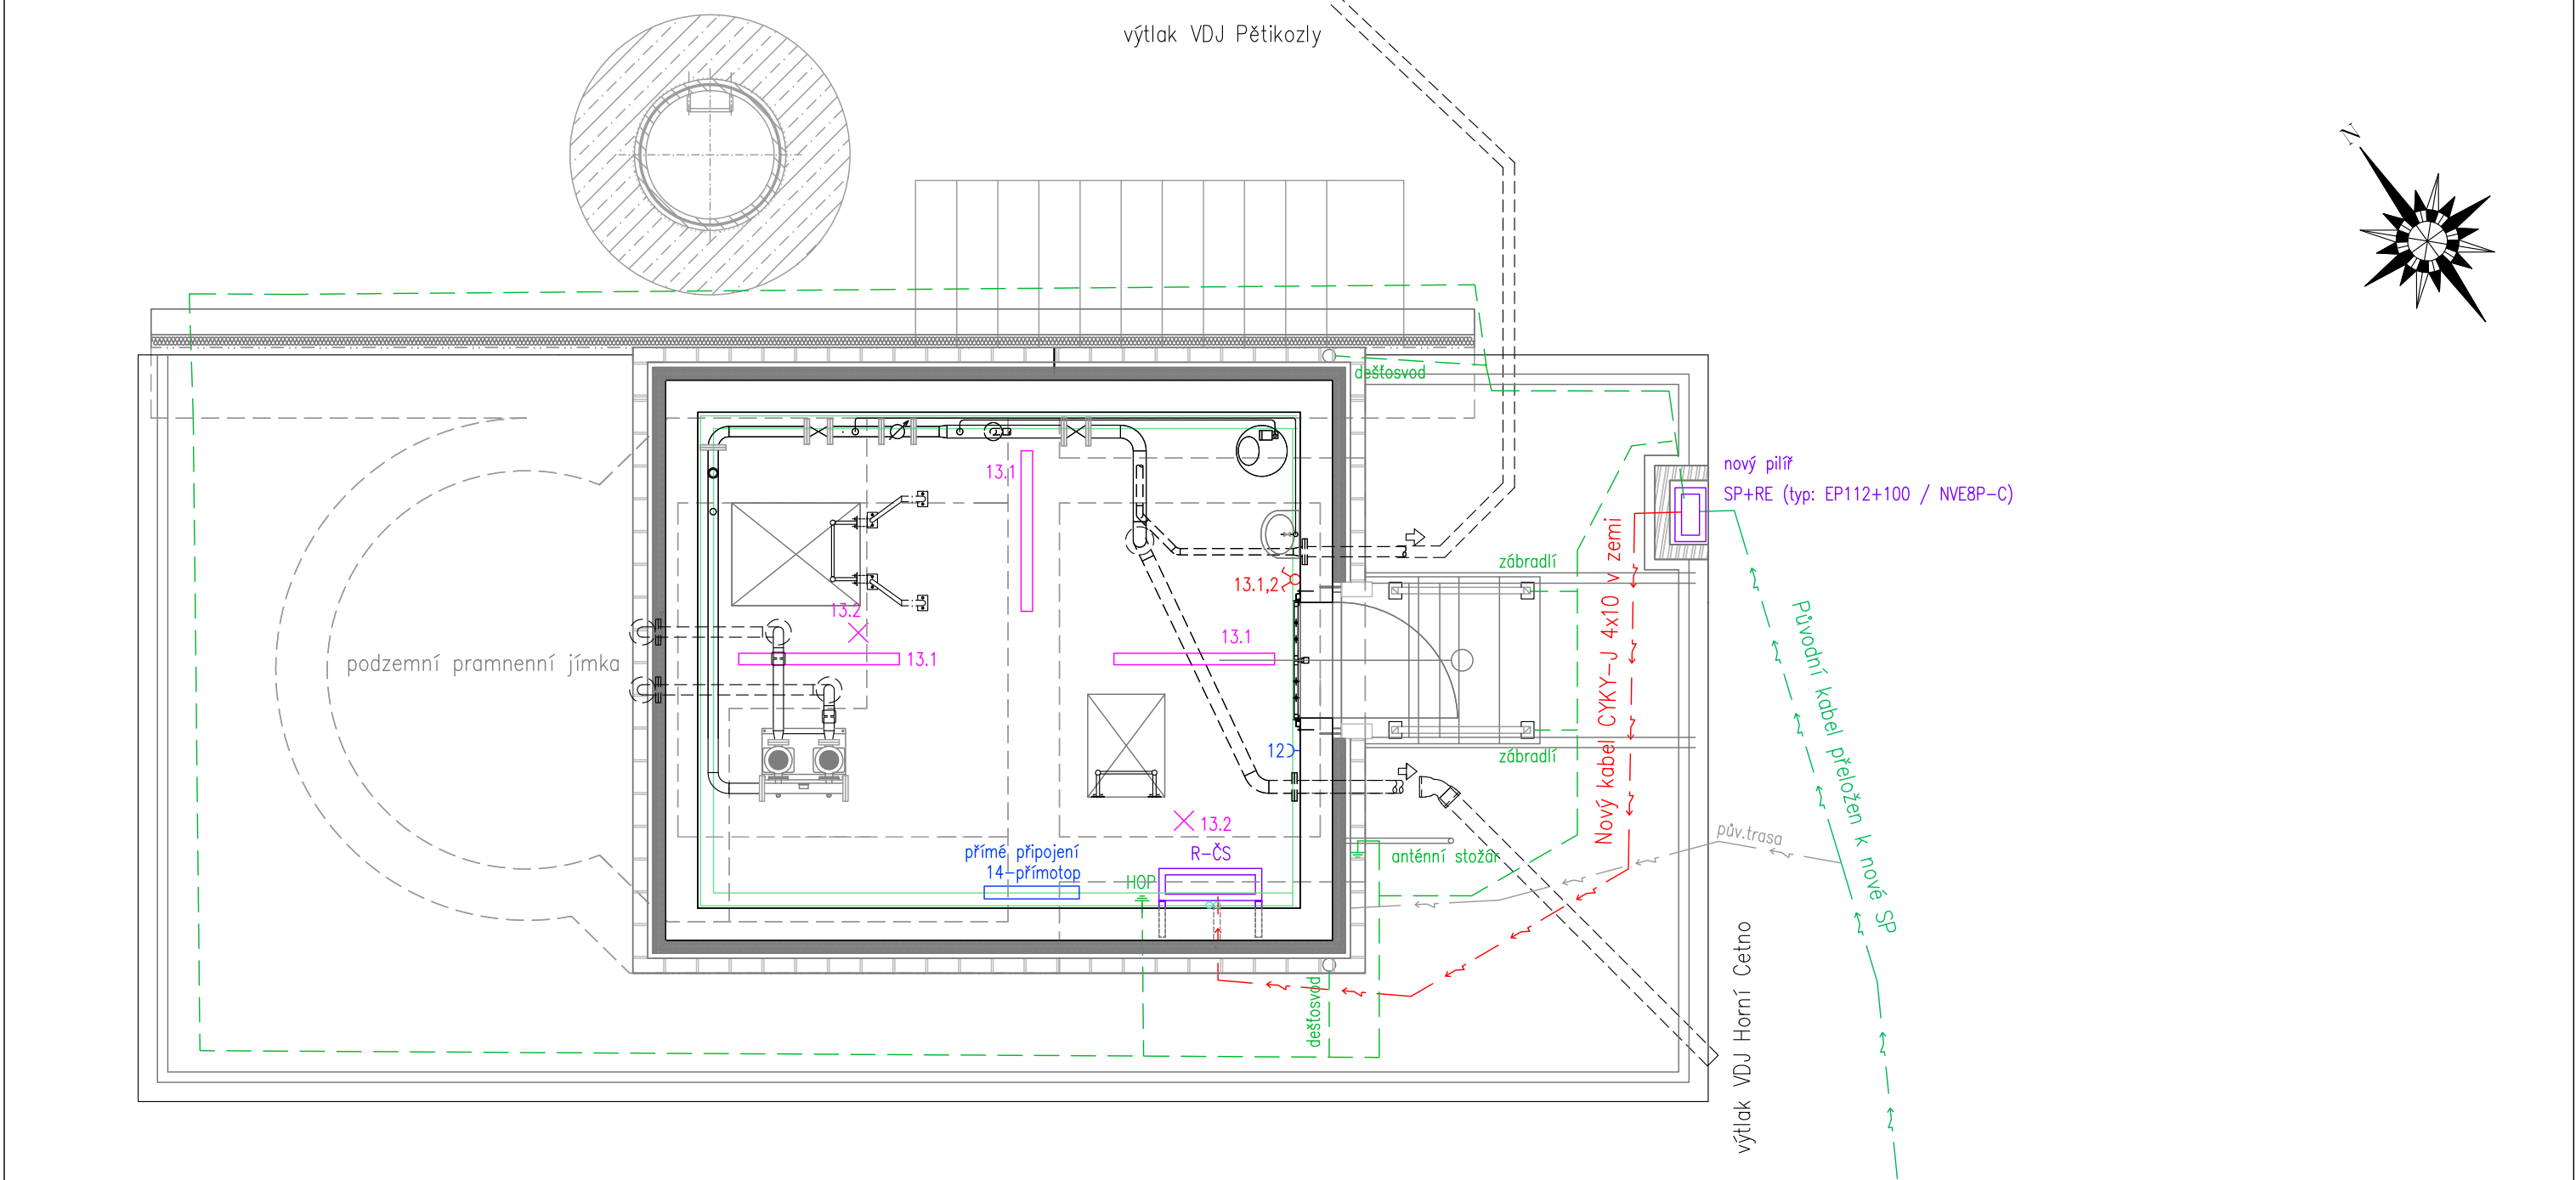 výtlak VDJ Pětikozly
N
dešťosvod
nový pilíř
SP+RE (typ: EP112+100 / NVE8P-C)
13.1
zábradlí
13.1,2
13.2
13.1
13.1
podzemní pramnenní jímka
Nový kabel CYKY-J 4x10 v zemi
Původní kabel přeložen k nové SP
12
zábradlí
13.2
pův.trasa
přímé připojení
14-přímotop
R-ČS
anténní stožár
HOP
dešťosvod
výtlak VDJ Horní Cetno